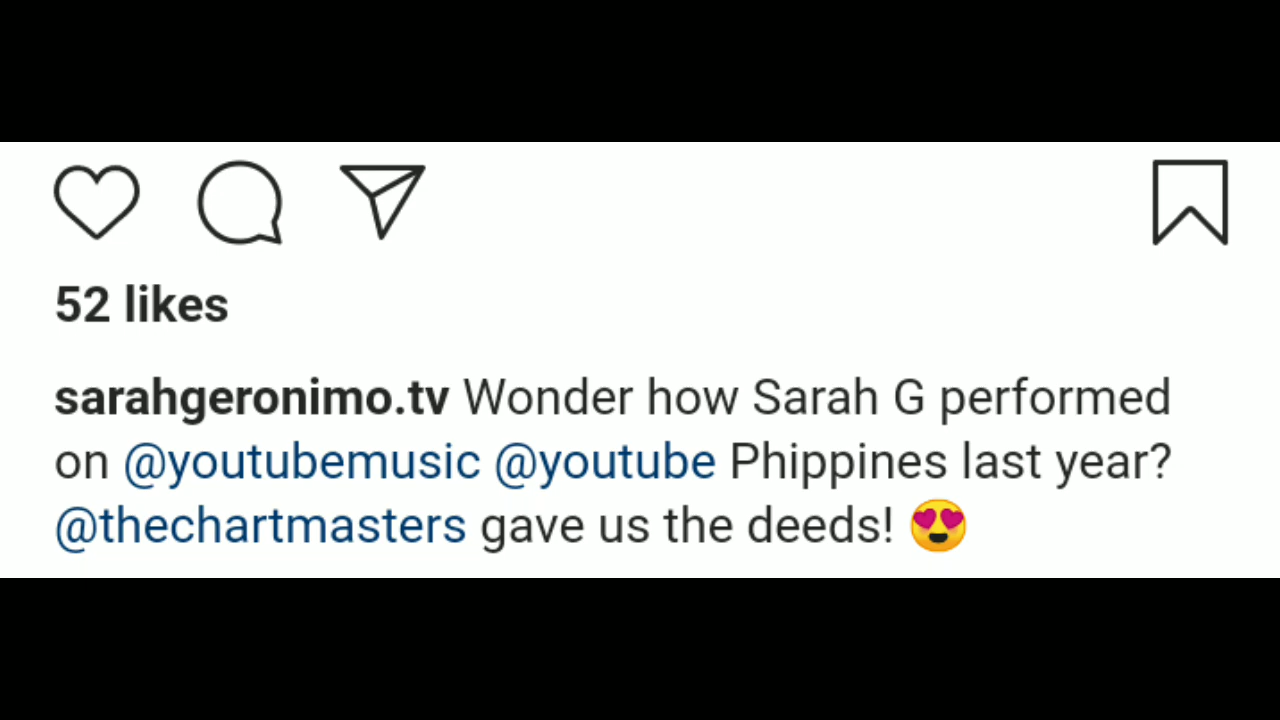 52 likes
sarahgeronimo.tv Wonder how Sarah G performed
on @youtubemusic @youtube Phippines last year?
@thechartmasters gave us the deeds! 😍